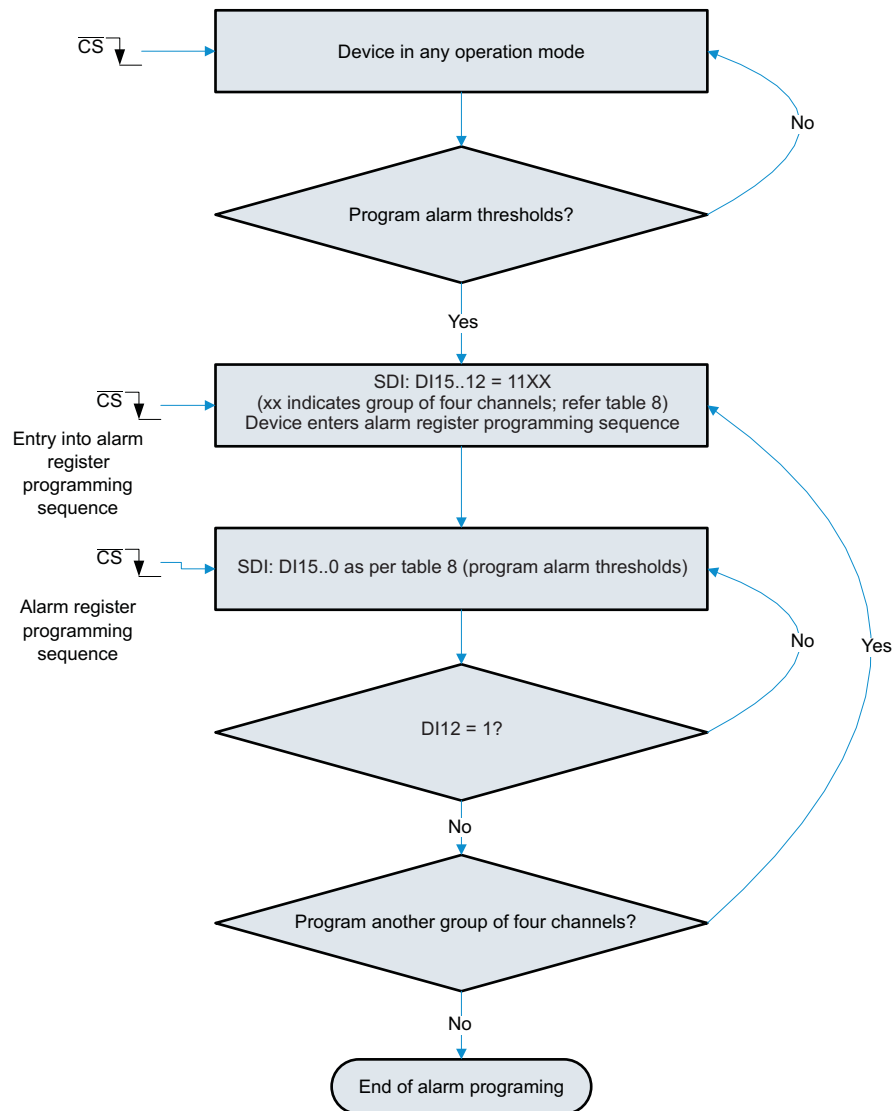 CS
Device in any operation mode
No
Program alarm thresholds?
Yes
SDI: DI15..12 = 11XX
(xx indicates group of four channels; refer table 8)
Device enters alarm register programming sequence
CS
Entry into alarm
register
programming
sequence
CS
SDI: DI15..0 as per table 8 (program alarm thresholds)
Alarm register
programming
sequence
No
Yes
DI12 = 1?
No
Program another group of four channels?
No
End of alarm programing